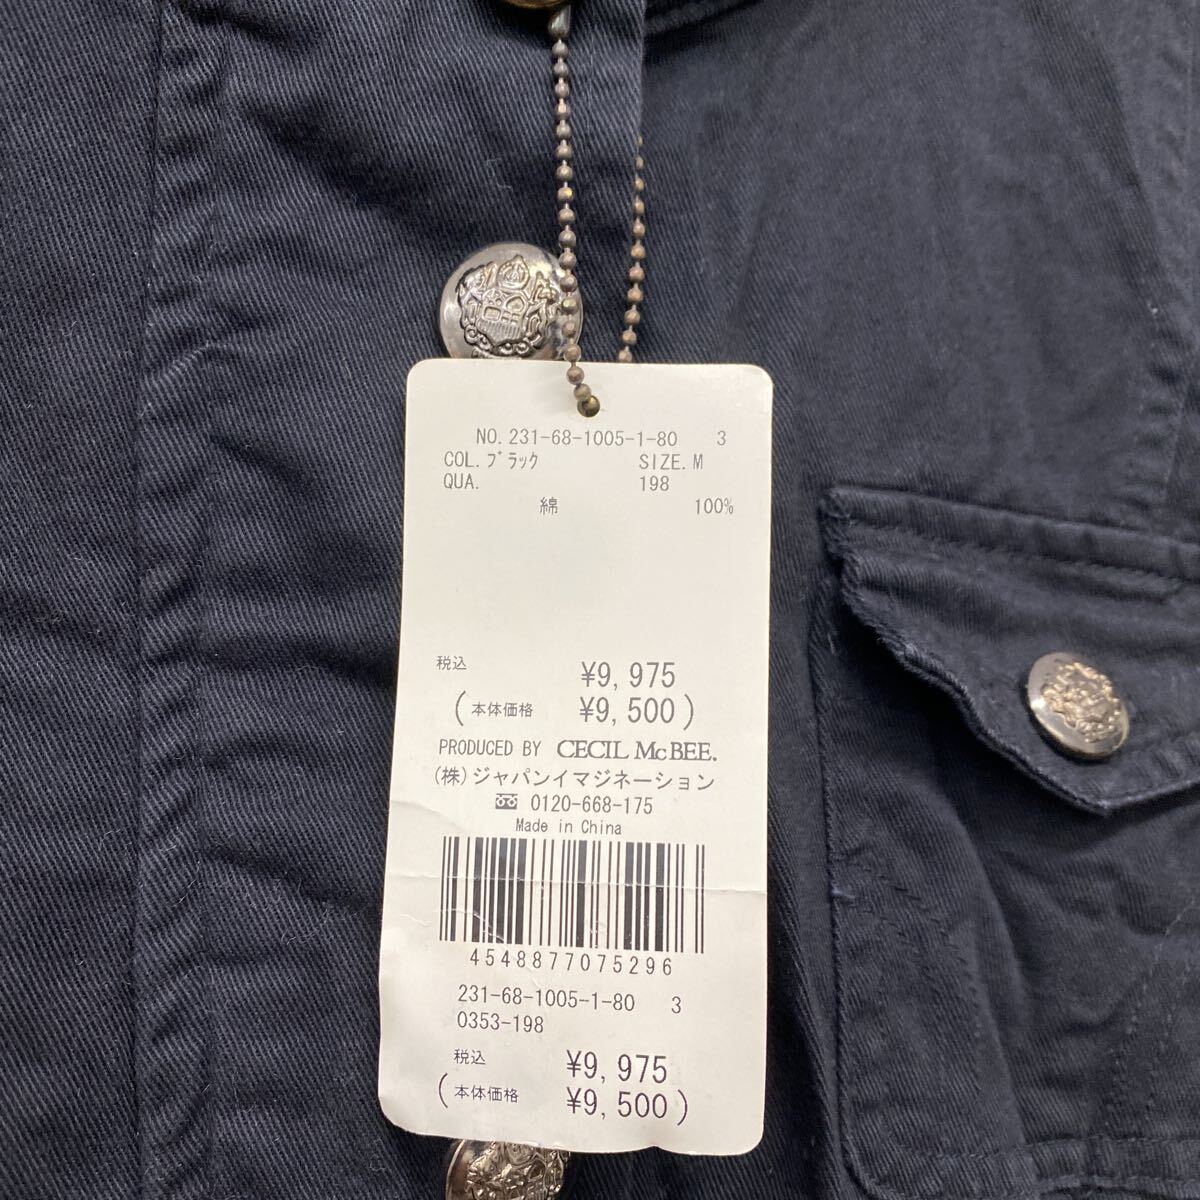 NO. 231-68-1005-1-80 3
COL. ブラック SIZE. M
QUA. 198
綿 100%
税込 ¥9, 975
( 本体価格 ¥9, 500 )
PRODUCED BY CECIL Mc BEE.
(株) ジャパンイマジネーション
0120-668-175
Made in China
4548877075296
231-68-1005-1-80 3
0353-198
税込 ¥9, 975
( 本体価格 ¥9, 500 )